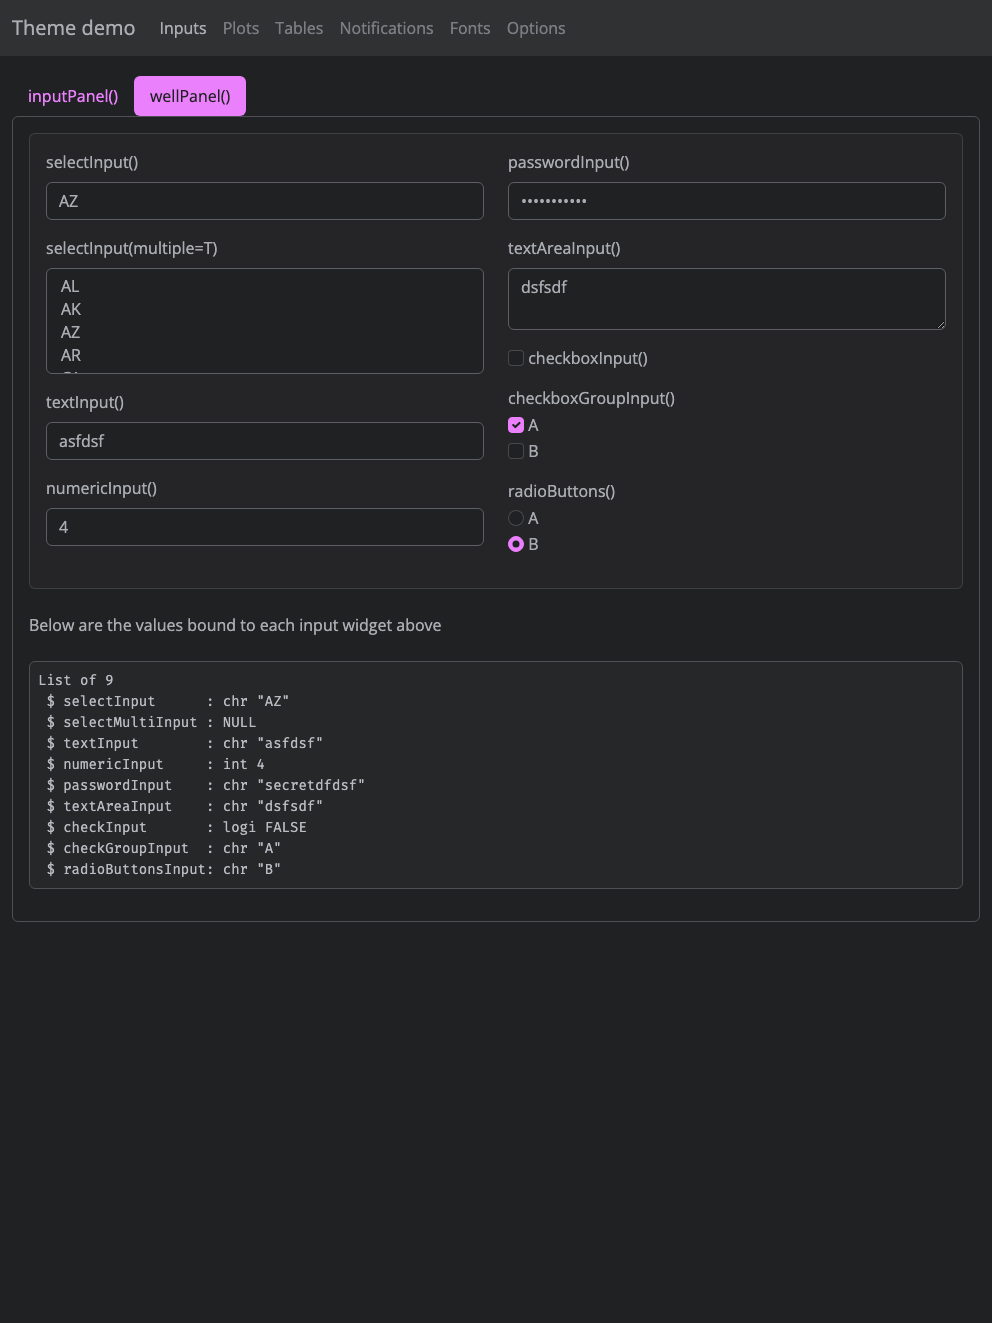 Theme demo Inputs Plots Tables Notifications Fonts Options
inputPanel() wellPanel()
selectInput()
AZ
selectInput(multiple=T)
AL
AK
AZ
AR
textInput()
asfdsf
numericInput()
4
passwordInput()
•••••••••••
textAreaInput()
dsfsdf
checkboxInput()
checkboxGroupInput()
A
B
radioButtons()
A
B
Below are the values bound to each input widget above
List of 9
 $ selectInput      : chr "AZ"
 $ selectMultiInput : NULL
 $ textInput        : chr "asfdsf"
 $ numericInput     : int 4
 $ passwordInput    : chr "secretdfdsf"
 $ textAreaInput    : chr "dsfsdf"
 $ checkInput       : logi FALSE
 $ checkGroupInput  : chr "A"
 $ radioButtonsInput: chr "B"